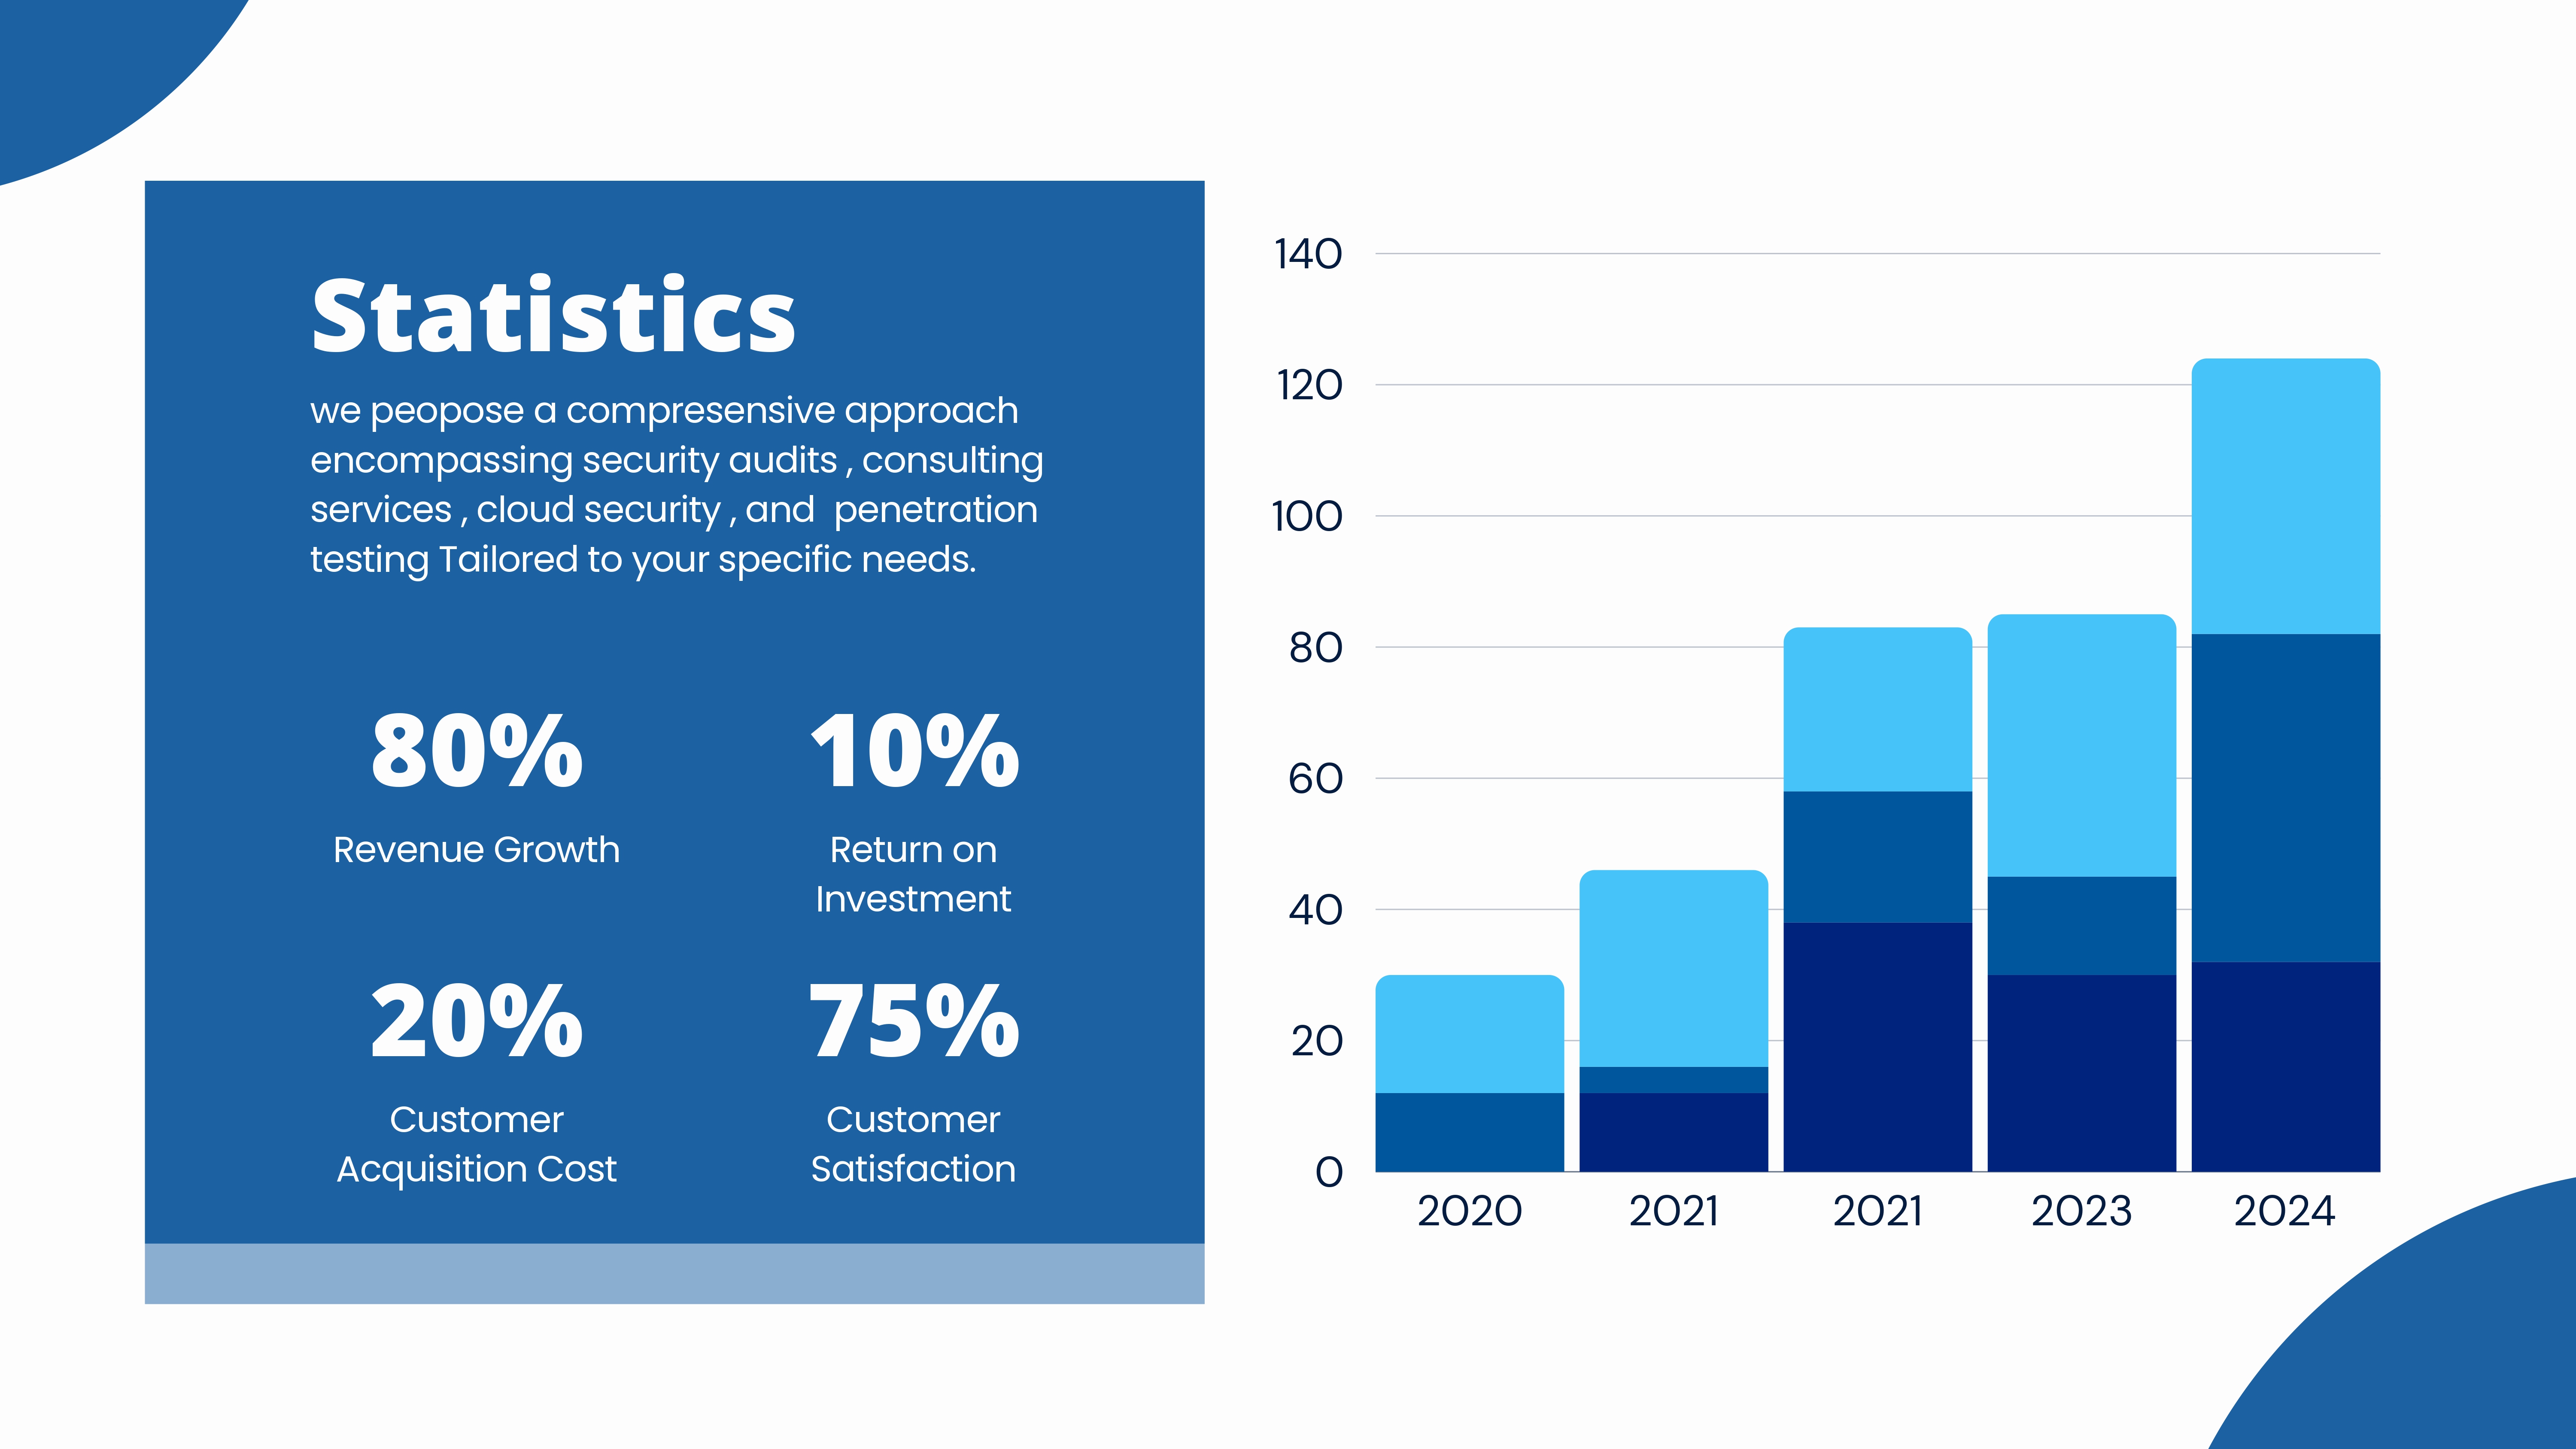 Statistics
we peopose a compresensive approach
encompassing security audits , consulting
services , cloud security , and  penetration
testing Tailored to your specific needs.
80%
Revenue Growth
10%
Return on
Investment
20%
Customer
Acquisition Cost
75%
Customer
Satisfaction
140
120
100
80
60
40
20
0
2020 2021 2021 2023 2024